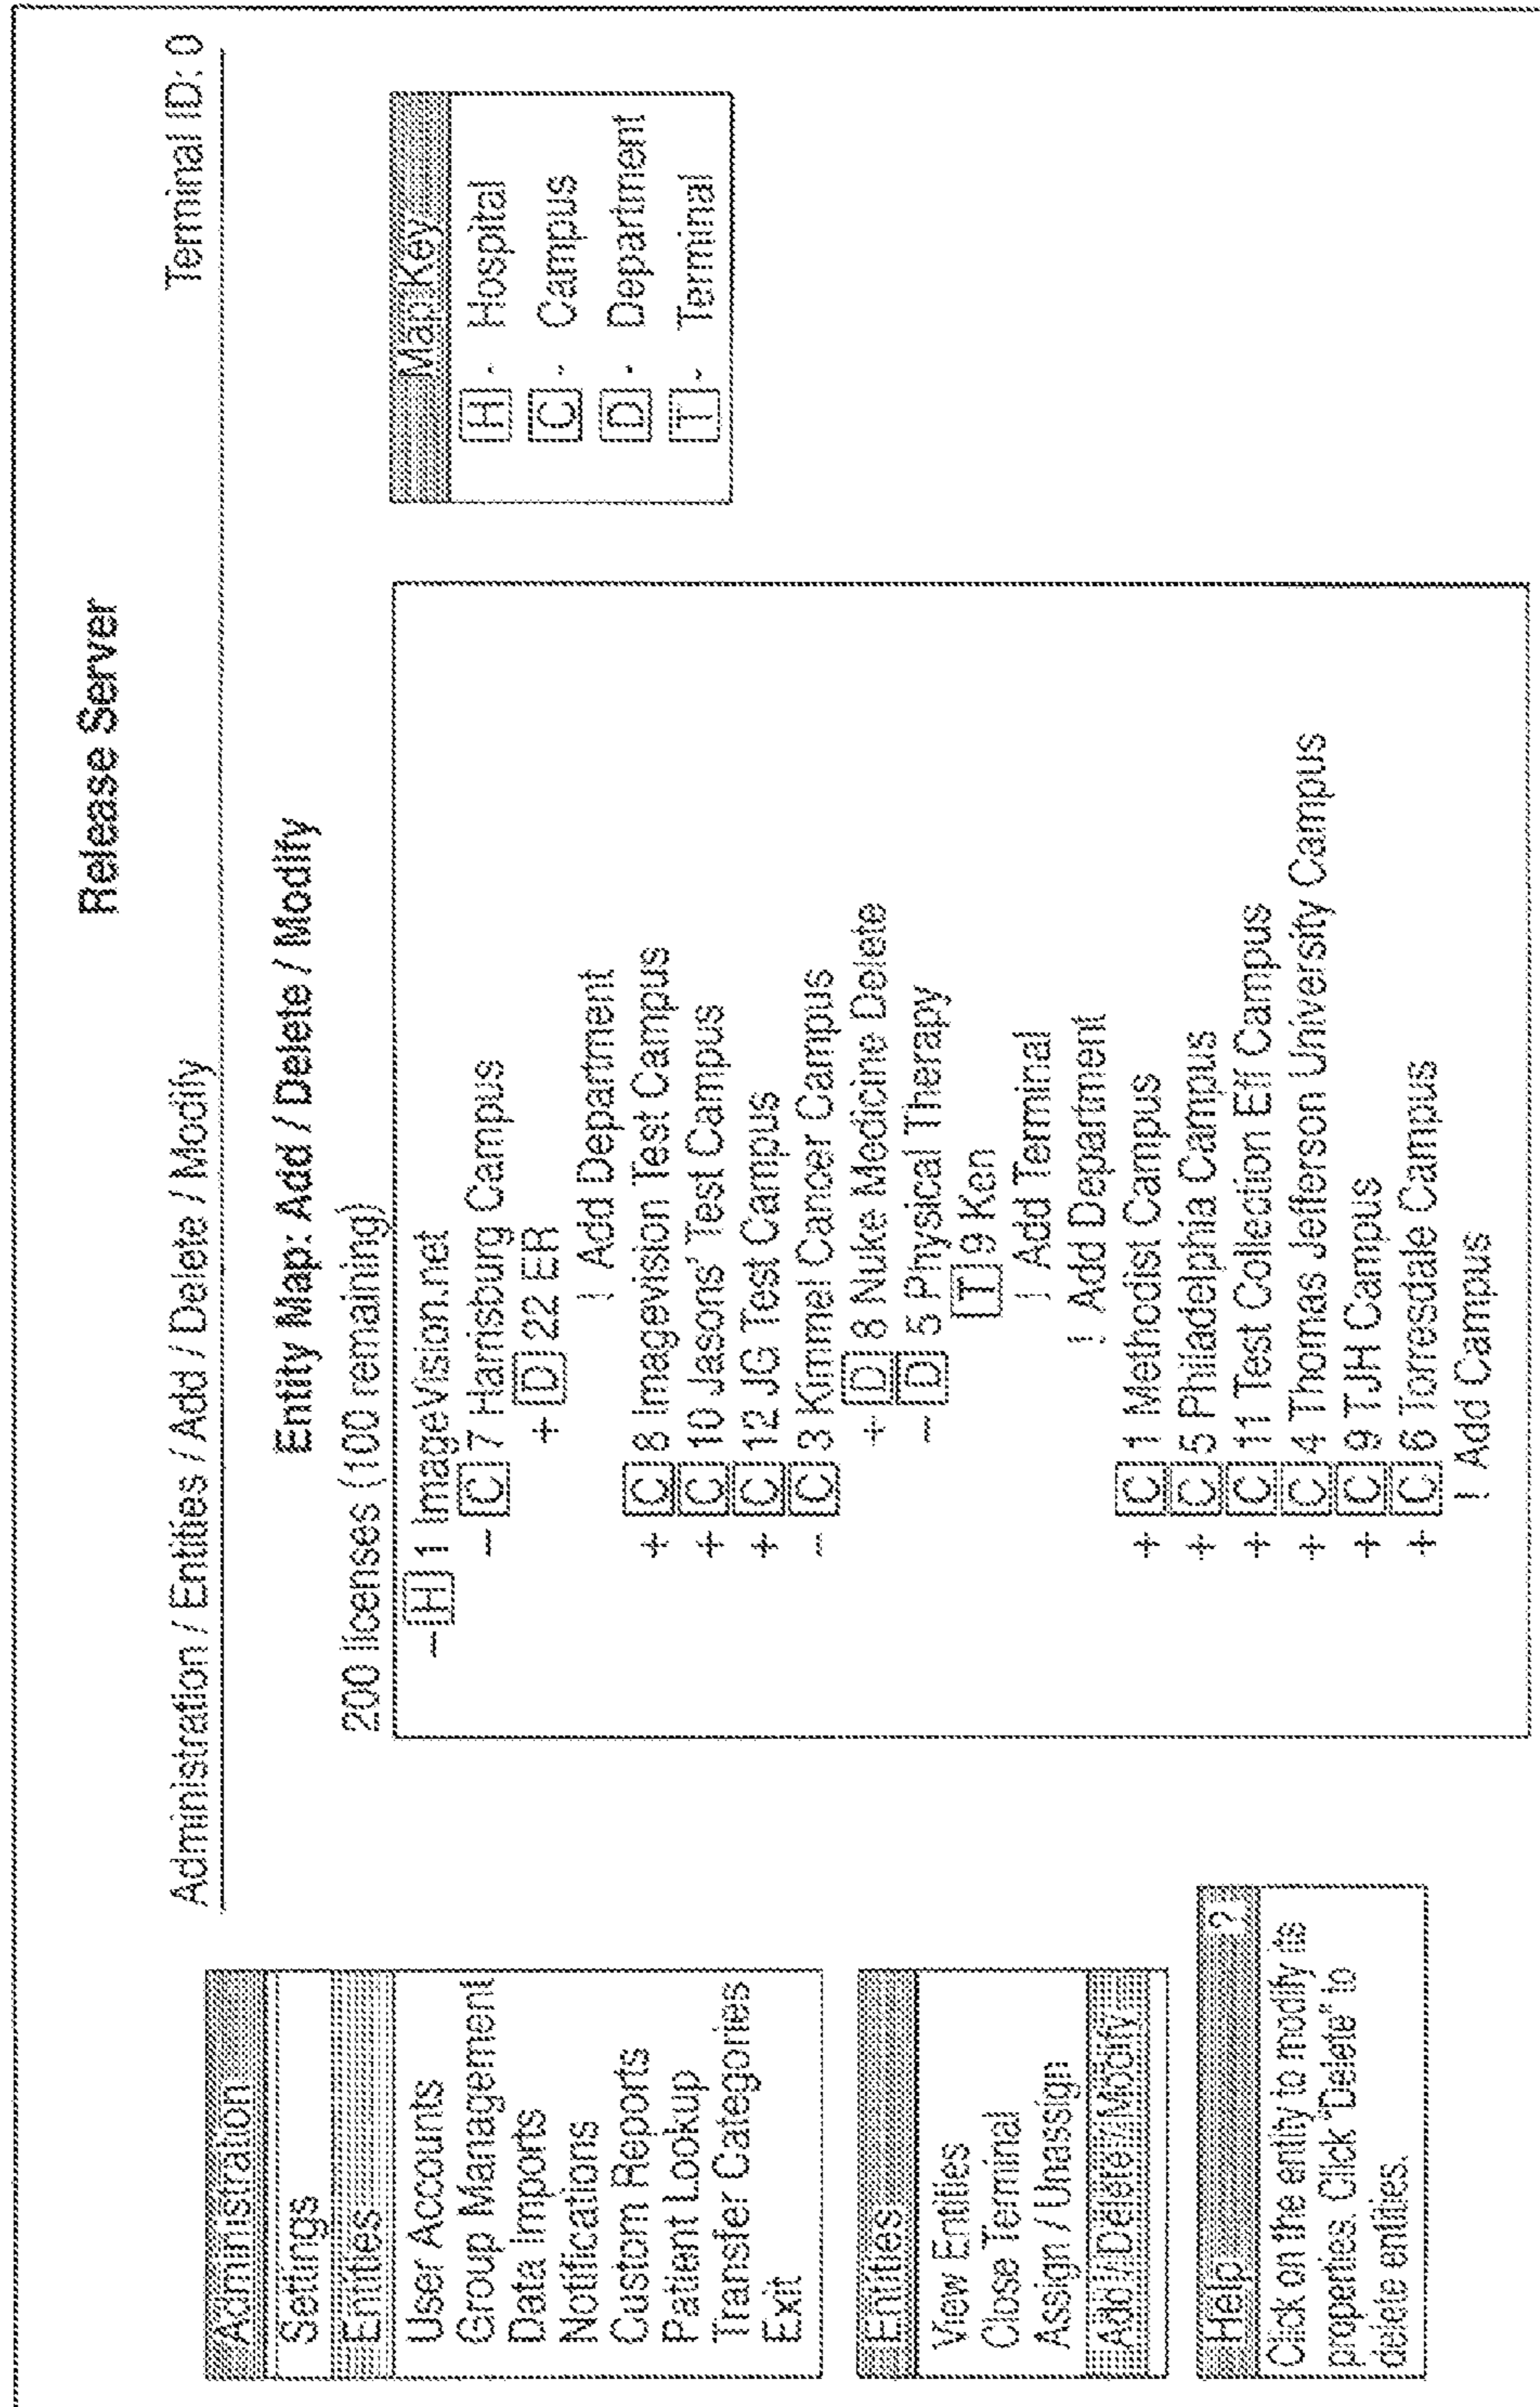 Release Server
Administration / Entities / Add / Delete / Modify
Terminal ID: 0
Administration
Settings
Entities
User Accounts
Group Management
Data Imports
Notifications
Custom Reports
Patient Lookup
Transfer Categories
Exit
Entities
View Entities
Close Terminal
Assign / Unassign
Add / Delete / Modify
Help ?
Click on the entity to modify its
properties. Click "Delete" to
delete entities.
Entity Map: Add / Delete / Modify
200 licenses (100 remaining)
− H 1 ImageVision.net
− C 7 Harrisburg Campus
+ D 22 ER
! Add Department
+ C 8 Imagevision Test Campus
+ C 10 Jasons' Test Campus
+ C 12 JG Test Campus
− C 3 Kimmel Cancer Campus
+ D 8 Nuke Medicine Delete
− D 5 Physical Therapy
T 9 Ken
! Add Terminal
! Add Department
+ C 1 Methodist Campus
+ C 5 Philadelphia Campus
+ C 11 Test Collection Eff Campus
+ C 4 Thomas Jefferson University Campus
+ C 9 TJH Campus
+ C 6 Torresdale Campus
! Add Campus
Map Key
H - Hospital
C - Campus
D - Department
T - Terminal